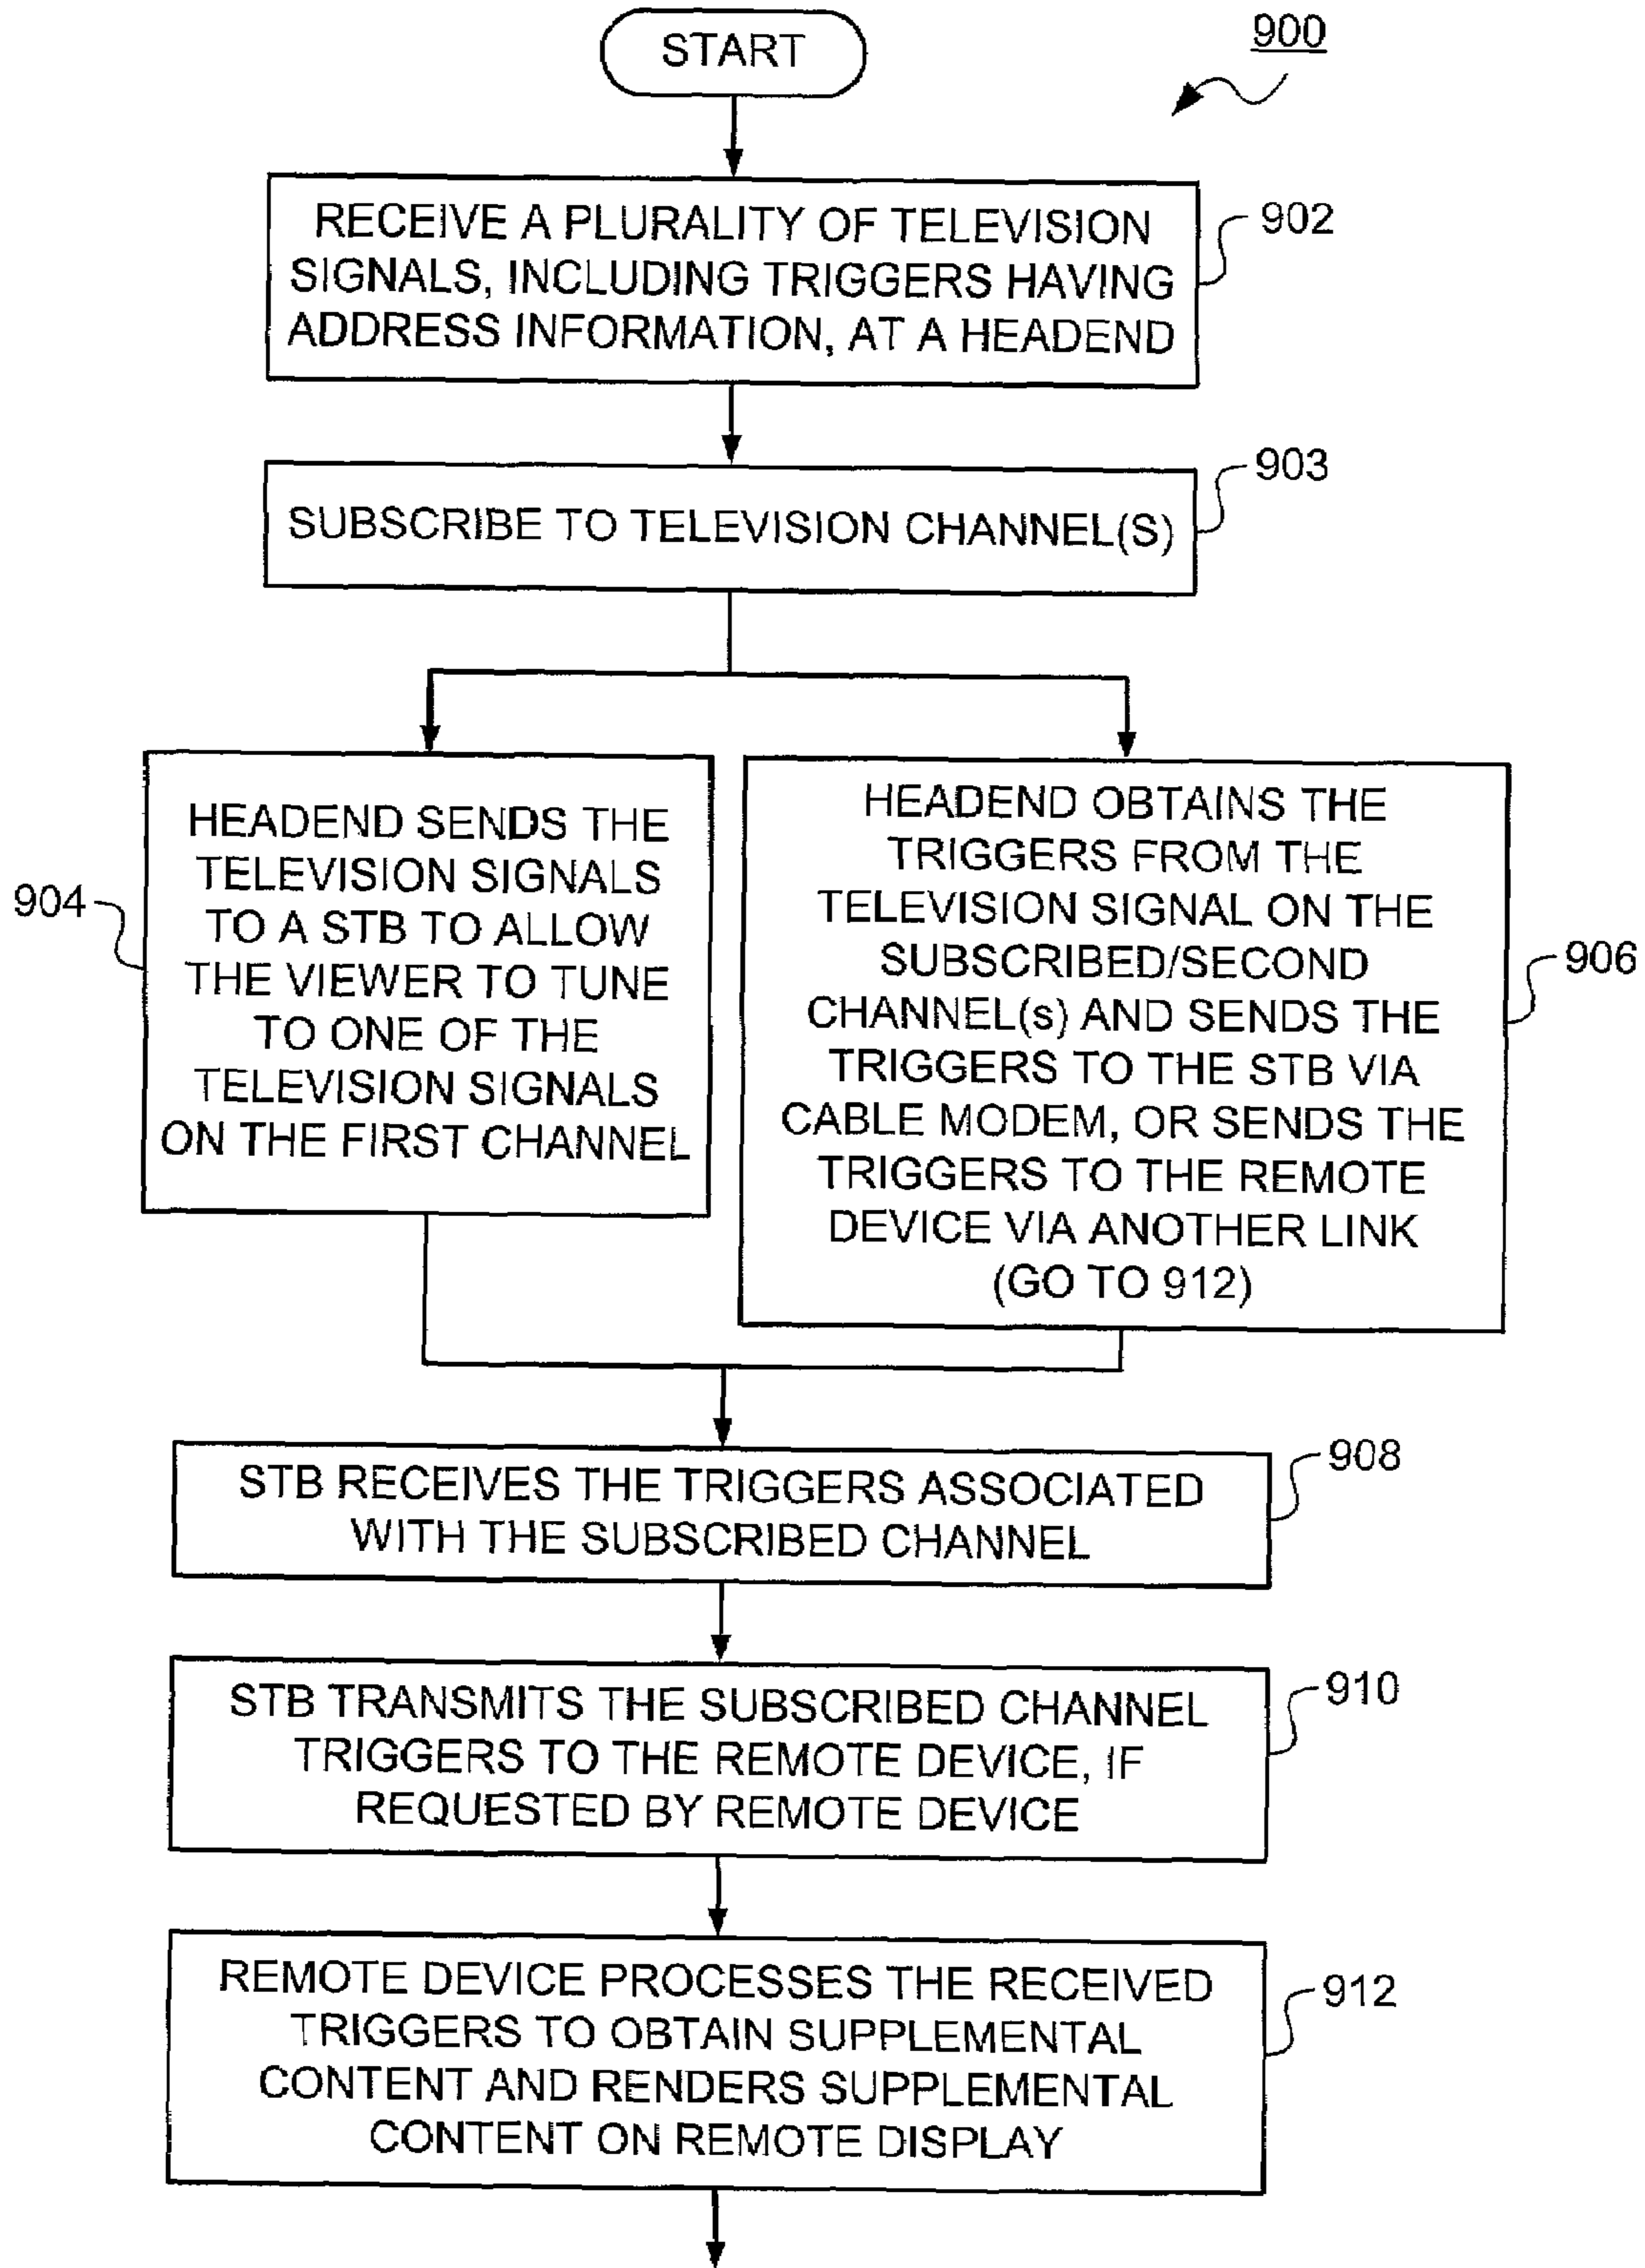 START
900
RECEIVE A PLURALITY OF TELEVISION
SIGNALS, INCLUDING TRIGGERS HAVING
ADDRESS INFORMATION, AT A HEADEND
902
SUBSCRIBE TO TELEVISION CHANNEL(S)
903
HEADEND SENDS THE
TELEVISION SIGNALS
TO A STB TO ALLOW
THE VIEWER TO TUNE
TO ONE OF THE
TELEVISION SIGNALS
ON THE FIRST CHANNEL
904
HEADEND OBTAINS THE
TRIGGERS FROM THE
TELEVISION SIGNAL ON THE
SUBSCRIBED/SECOND
CHANNEL(s) AND SENDS THE
TRIGGERS TO THE STB VIA
CABLE MODEM, OR SENDS THE
TRIGGERS TO THE REMOTE
DEVICE VIA ANOTHER LINK
(GO TO 912)
906
STB RECEIVES THE TRIGGERS ASSOCIATED
WITH THE SUBSCRIBED CHANNEL
908
STB TRANSMITS THE SUBSCRIBED CHANNEL
TRIGGERS TO THE REMOTE DEVICE, IF
REQUESTED BY REMOTE DEVICE
910
REMOTE DEVICE PROCESSES THE RECEIVED
TRIGGERS TO OBTAIN SUPPLEMENTAL
CONTENT AND RENDERS SUPPLEMENTAL
CONTENT ON REMOTE DISPLAY
912